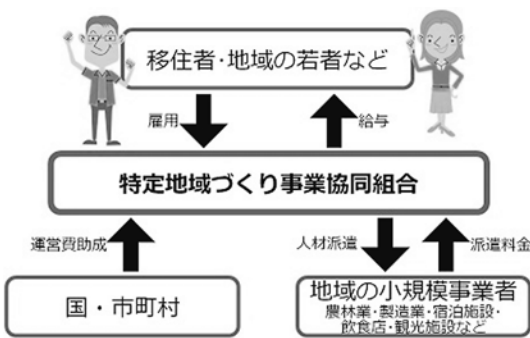 移住者・地域の若者など
雇用
給与
特定地域づくり事業協同組合
運営費助成
人材派遣
派遣料金
国・市町村
地域の小規模事業者
農林業・製造業・宿泊施設・
飲食店・観光施設など